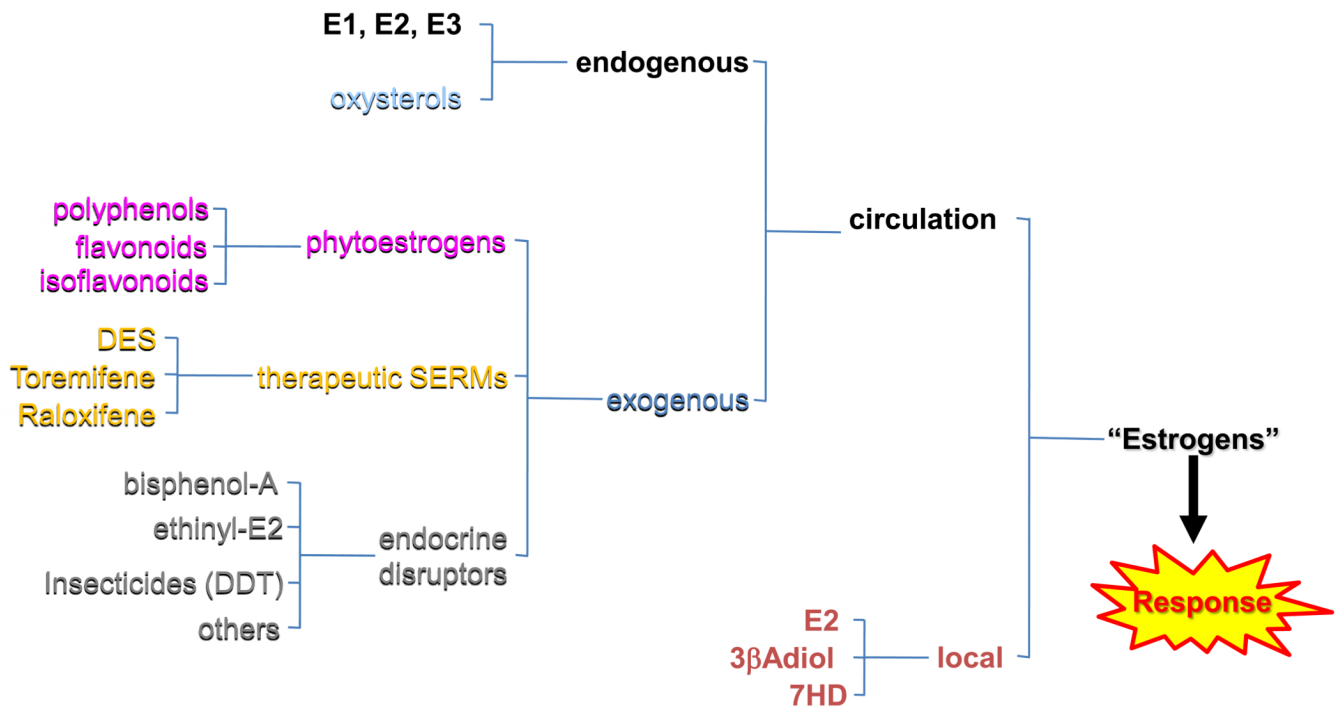 E1, E2, E3
endogenous
oxysterols
polyphenols
flavonoids
isoflavonoids
phytoestrogens
circulation
DES
Toremifene
Raloxifene
therapeutic SERMs
exogenous
"Estrogens"
bisphenol-A
ethinyl-E2
Insecticides (DDT)
others
endocrine
disruptors
Response
E2
3βAdiol
7HD
local